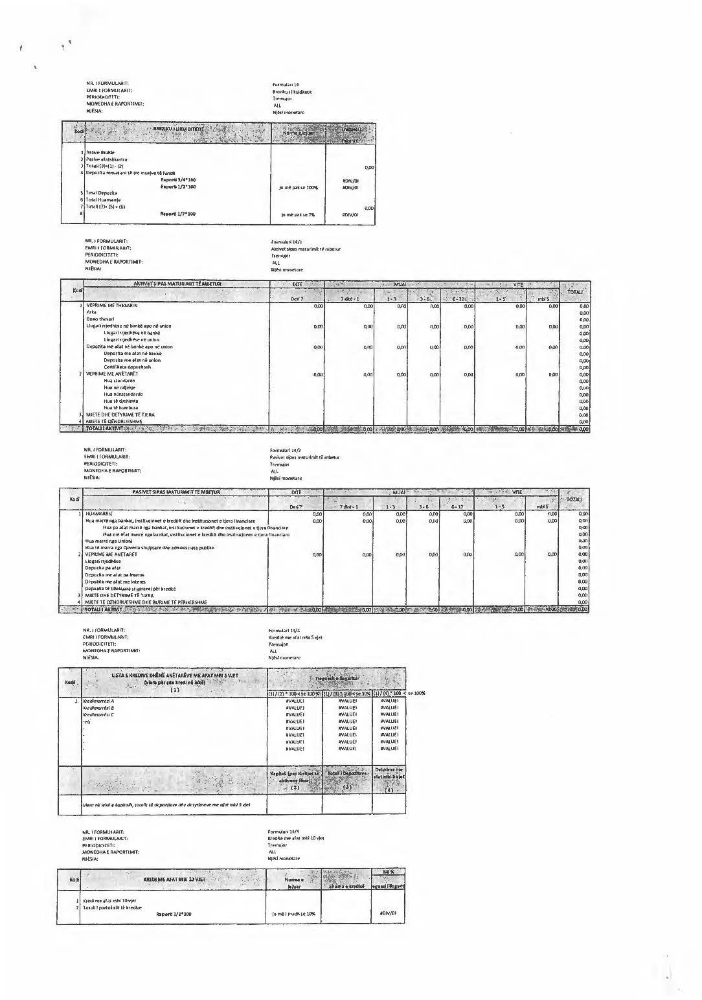 NR. I FORMULARIT: Formulari 14
EMRI I FORMULARIT: Rreziku i likuiditetit
PERIODICITETI: Tremujor
MONEDHA E RAPORTIMIT: ALL
NJËSIA: Njësi monetare
Kodi RREZIKU I LIKUIDITETIT Norma e lejuar Treguesi i llogaritur
1 Aktive likuide
2 Pasive afatshkurtra
3 Totali (3)=(1) - (2) 0,00
4 Depozita mesatare të tre muajve të fundit
Raporti 3/4*100 #DIV/0!
Raporti 1/2*100 jo më pak se 100% #DIV/0!
5 Total Depozita
6 Total Huamarrje
7 Totali (7)= (5) + (6) 0,00
8 Raporti 1/7*100 jo më pak se 7% #DIV/0!
NR. I FORMULARIT: Formulari 14/1
EMRI I FORMULARIT: Aktivet sipas maturimit të mbetur
PERIODICITETI: Tremujor
MONEDHA E RAPORTIMIT: ALL
NJËSIA: Njësi monetare
Kodi AKTIVET SIPAS MATURIMIT TË MBETUR DITË MUAJ VITE TOTALI
Deri 7 7 ditë - 1 1 - 3 3 - 6 6 - 12 1 - 5 mbi 5
1 VEPRIME ME THESARIN 0,00 0,00 0,00 0,00 0,00 0,00 0,00 0,00
Arka 0,00
Bono thesari 0,00
Llogari rrjedhëse në bankë apo në union 0,00 0,00 0,00 0,00 0,00 0,00 0,00 0,00
Llogari rrjedhëse në bankë 0,00
Llogari rrjedhëse në union 0,00
Depozita me afat në bankë apo në union 0,00 0,00 0,00 0,00 0,00 0,00 0,00 0,00
Depozita me afat në bankë 0,00
Depozita me afat në union 0,00
Çertifikata depozitash 0,00
2 VEPRIME ME ANËTARËT 0,00 0,00 0,00 0,00 0,00 0,00 0,00 0,00
Hua standarde 0,00
Hua në ndjekje 0,00
Hua nënstandarde 0,00
Hua të dyshimta 0,00
Hua të humbura 0,00
3 MJETE DHE DETYRIME TË TJERA 0,00
4 MJETE TË QËNDRUESHME 0,00
TOTALI I AKTIVIT 0,00 0,00 0,00 0,00 0,00 0,00 0,00 0,00
NR. I FORMULARIT: Formulari 14/2
EMRI I FORMULARIT: Pasivet sipas maturimit të mbetur
PERIODICITETI: Tremujor
MONEDHA E RAPORTIMIT: ALL
NJËSIA: Njësi monetare
Kodi PASIVET SIPAS MATURIMIT TË MBETUR DITË MUAJ VITE TOTALI
Deri 7 7 ditë - 1 1 - 3 3 - 6 6 - 12 1 - 5 mbi 5
1 HUAMARRJE 0,00 0,00 0,00 0,00 0,00 0,00 0,00 0,00
Hua marrë nga bankat, institucionet e kreditit dhe institucionet e tjera financiare 0,00 0,00 0,00 0,00 0,00 0,00 0,00 0,00
Hua pa afat marrë nga bankat, institucionet e kreditit dhe institucionet e tjera financiare 0,00
Hua me afat marrë nga bankat, institucionet e kreditit dhe institucionet e tjera financiare 0,00
Hua marrë nga Unioni 0,00
Hua të marra nga Qeveria shqiptare dhe administrata publike 0,00
2 VEPRIME ME ANËTARËT 0,00 0,00 0,00 0,00 0,00 0,00 0,00 0,00
Llogari rrjedhëse 0,00
Depozita pa afat 0,00
Depozita me afat pa interes 0,00
Depozita me afat me interes 0,00
Depozita të bllokuara si garanci për kreditë 0,00
3 MJETE DHE DETYRIME TË TJERA 0,00
4 MJETE TË QËNDRUESHME DHE BURIME TË PËRHERSHME 0,00
TOTALI I AKTIVIT 0,00 0,00 0,00 0,00 0,00 0,00 0,00 0,00
NR. I FORMULARIT: Formulari 14/3
EMRI I FORMULARIT: Kreditë me afat mbi 5 vjet
PERIODICITETI: Tremujor
MONEDHA E RAPORTIMIT: ALL
NJËSIA: Njësi monetare
Kodi LISTA E KREDIVE DHËNË ANËTARËVE ME AFAT MBI 5 VJET Treguesit e llogaritur
(vlera për çdo kredi në lekë)
(1)
(1) / (2) * 100 < se 100 % (1) / (3) * 100 < se 10% (1) / (4) * 100 < se 100%
1 Kredimarrësi A #VALUE! #VALUE! #VALUE!
Kredimarrësi B #VALUE! #VALUE! #VALUE!
Kredimarrësi C #VALUE! #VALUE! #VALUE!
-etj #VALUE! #VALUE! #VALUE!
- #VALUE! #VALUE! #VALUE!
- #VALUE! #VALUE! #VALUE!
- #VALUE! #VALUE! #VALUE!
- #VALUE! #VALUE! #VALUE!
Kapitali (pas zbritjes së aktiveve fikse) (2) Totali i Depozitave (3) Detyrime me afat mbi 5 vjet (4)
Vlera në lekë e kapitalit, totalit të depozitave dhe detyrimeve me afat mbi 5 vjet
NR. I FORMULARIT: Formulari 14/4
EMRI I FORMULARIT: Kreditë me afat mbi 10 vjet
PERIODICITETI: Tremujor
MONEDHA E RAPORTIMIT: ALL
NJËSIA: Njësi monetare
Në %
Kodi KREDI ME AFAT MBI 10 VJET Norma e lejuar Shuma e kredisë eguesi i llogarit
1 Kredi me afat mbi 10 vjet
2 Totali i portofolit të kredive
Raporti 1/2*100 jo më i madh se 10% #DIV/0!